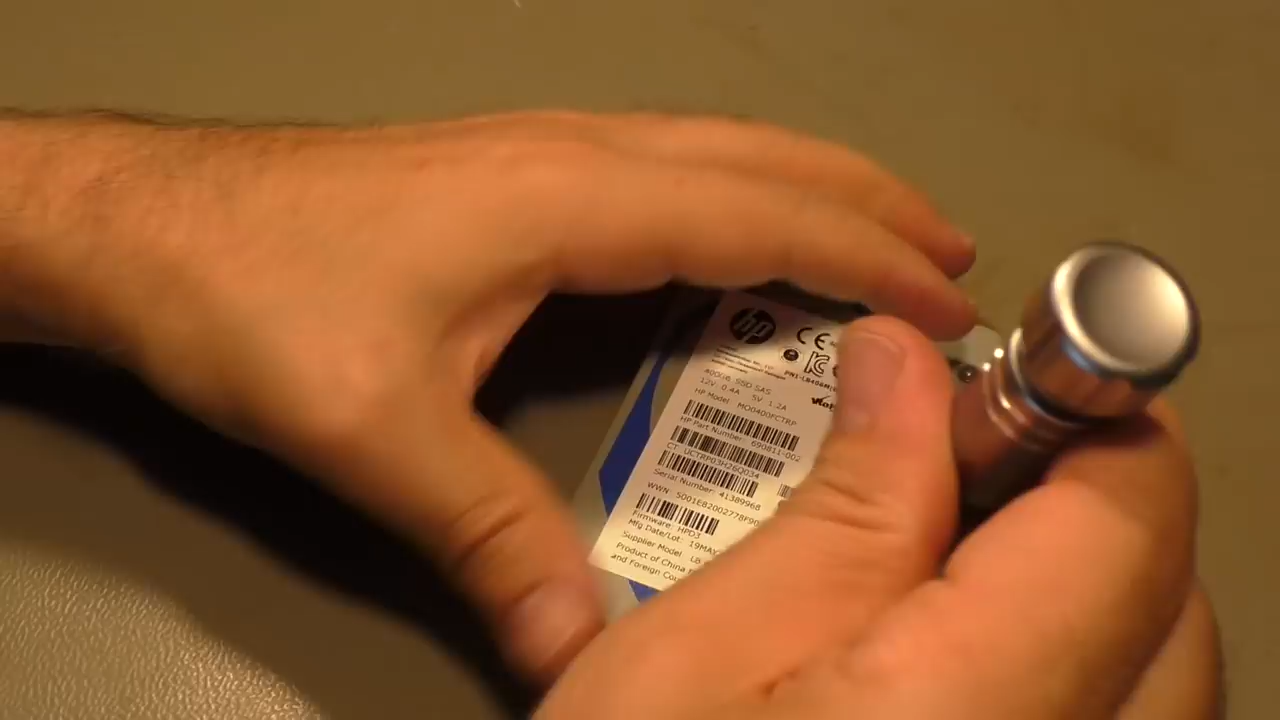 hp
CE
400GB SSD SAS
12V 0.4A 5V 1.2A
HP Model MO0400FCTRP
HP Part Number: 690811-002
CT: UCTRP03H26Q034
Serial Number: 41389968
WWN 5001E82002778F90
Firmware: HPD3
Mfg Date/Lot: 19MAY
Supplier Model LB
Product of China
and Foreign